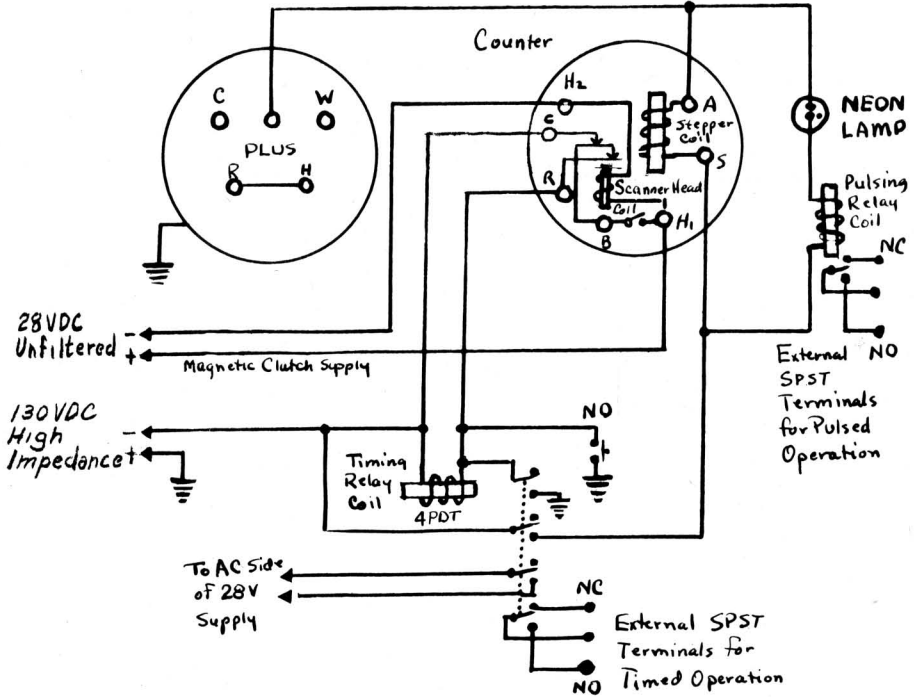 Counter
C
W
PLUS
R
H
H2
C
A
Stepper
Coil
S
R
Scanner Head
Coil
B
H1
NEON
LAMP
Pulsing
Relay
Coil
NC
NO
External
SPST
Terminals
for Pulsed
Operation
28VDC
Unfiltered
-
+
Magnetic Clutch Supply
130VDC
High
Impedance
-
+
NO
Timing
Relay
Coil
4PDT
To AC Side
of 28V
Supply
NC
NO
External SPST
Terminals for
Timed Operation